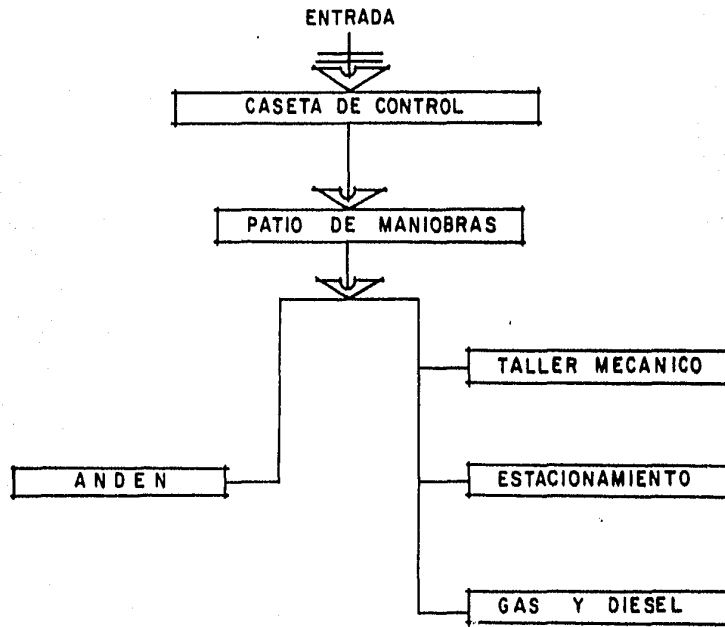 ENTRADA
CASETA DE CONTROL
PATIO DE MANIOBRAS
TALLER MECANICO
ANDEN
ESTACIONAMIENTO
GAS Y DIESEL